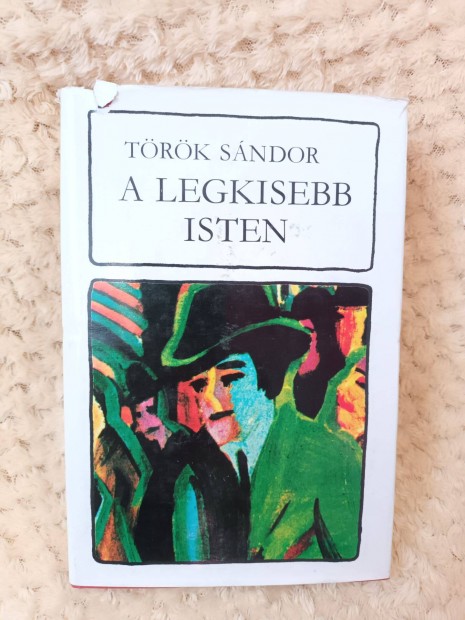 TÖRÖK SÁNDOR
A LEGKISEBB
ISTEN